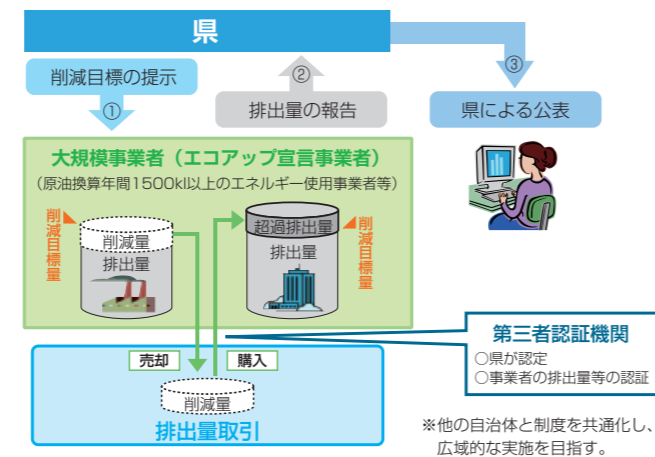 県
削減目標の提示
①
②
排出量の報告
③
県による公表
大規模事業者（エコアップ宣言事業者）
（原油換算年間1500kl以上のエネルギー使用事業者等）
削減目標量
削減量
排出量
超過排出量
排出量
削減目標量
第三者認証機関
○県が認定
○事業者の排出量等の認証
売却
購入
削減量
排出量取引
※他の自治体と制度を共通化し、
広域的な実施を目指す。